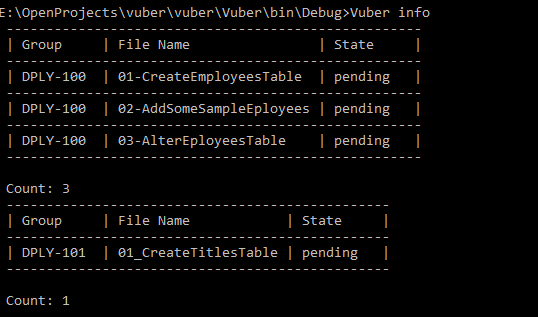 E:\OpenProjects\vuber\vuber\Vuber\bin\Debug>Vuber info
---------------------------------------------------
| Group     | File Name                | State    |
---------------------------------------------------
| DPLY-100  | 01-CreateEmployeesTable  | pending  |
---------------------------------------------------
| DPLY-100  | 02-AddSomeSampleEployees | pending  |
---------------------------------------------------
| DPLY-100  | 03-AlterEployeesTable    | pending  |
---------------------------------------------------
Count: 3
-----------------------------------------------
| Group     | File Name            | State    |
-----------------------------------------------
| DPLY-101  | 01_CreateTitlesTable | pending  |
-----------------------------------------------
Count: 1